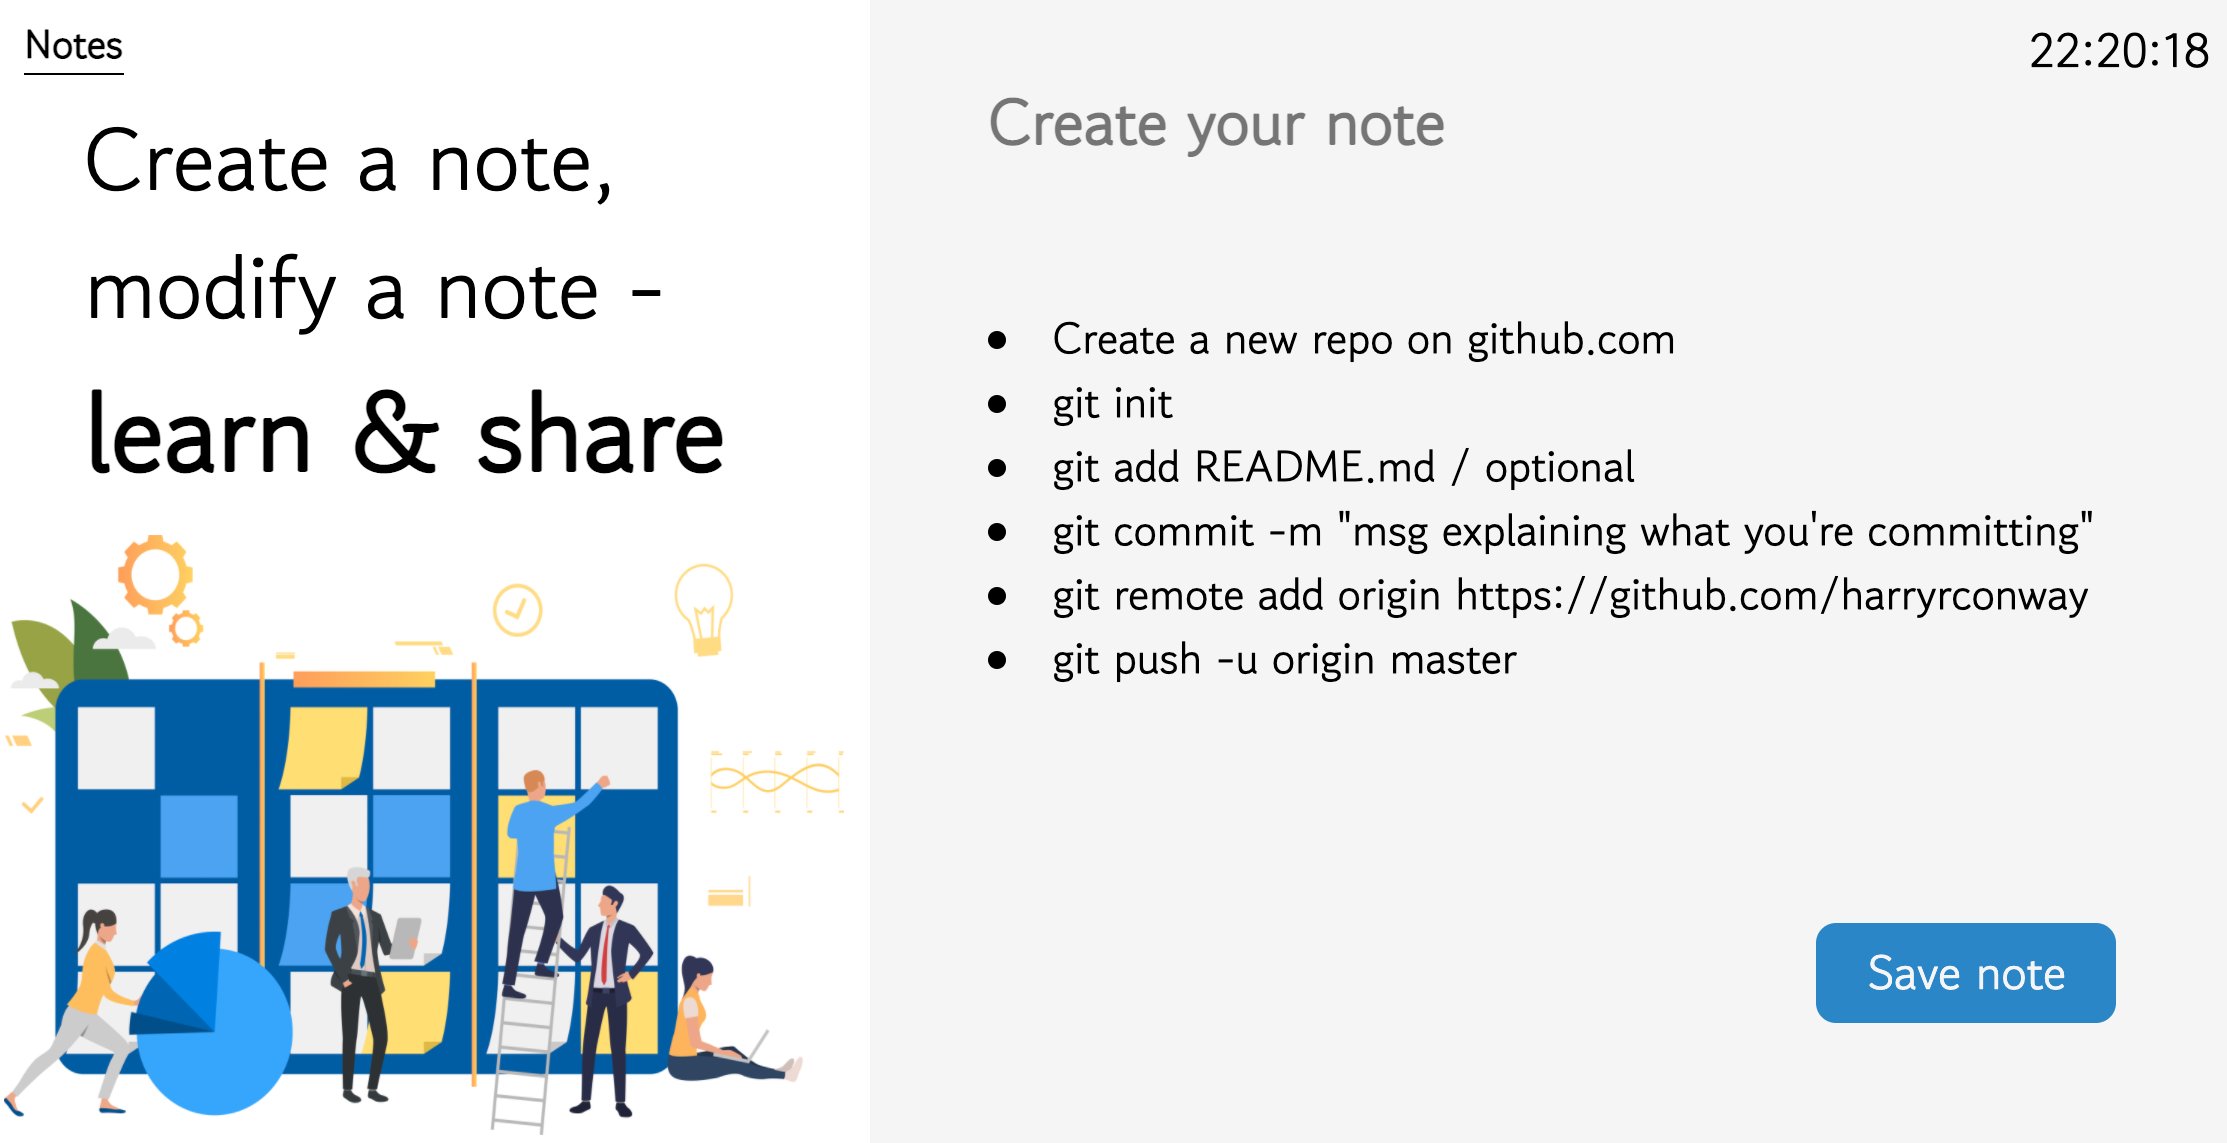 Notes
Create a note,
modify a note -
learn & share
22:20:18
Create your note
● Create a new repo on github.com
● git init
● git add README.md / optional
● git commit -m "msg explaining what you're committing"
● git remote add origin https://github.com/harryrconway
● git push -u origin master
Save note